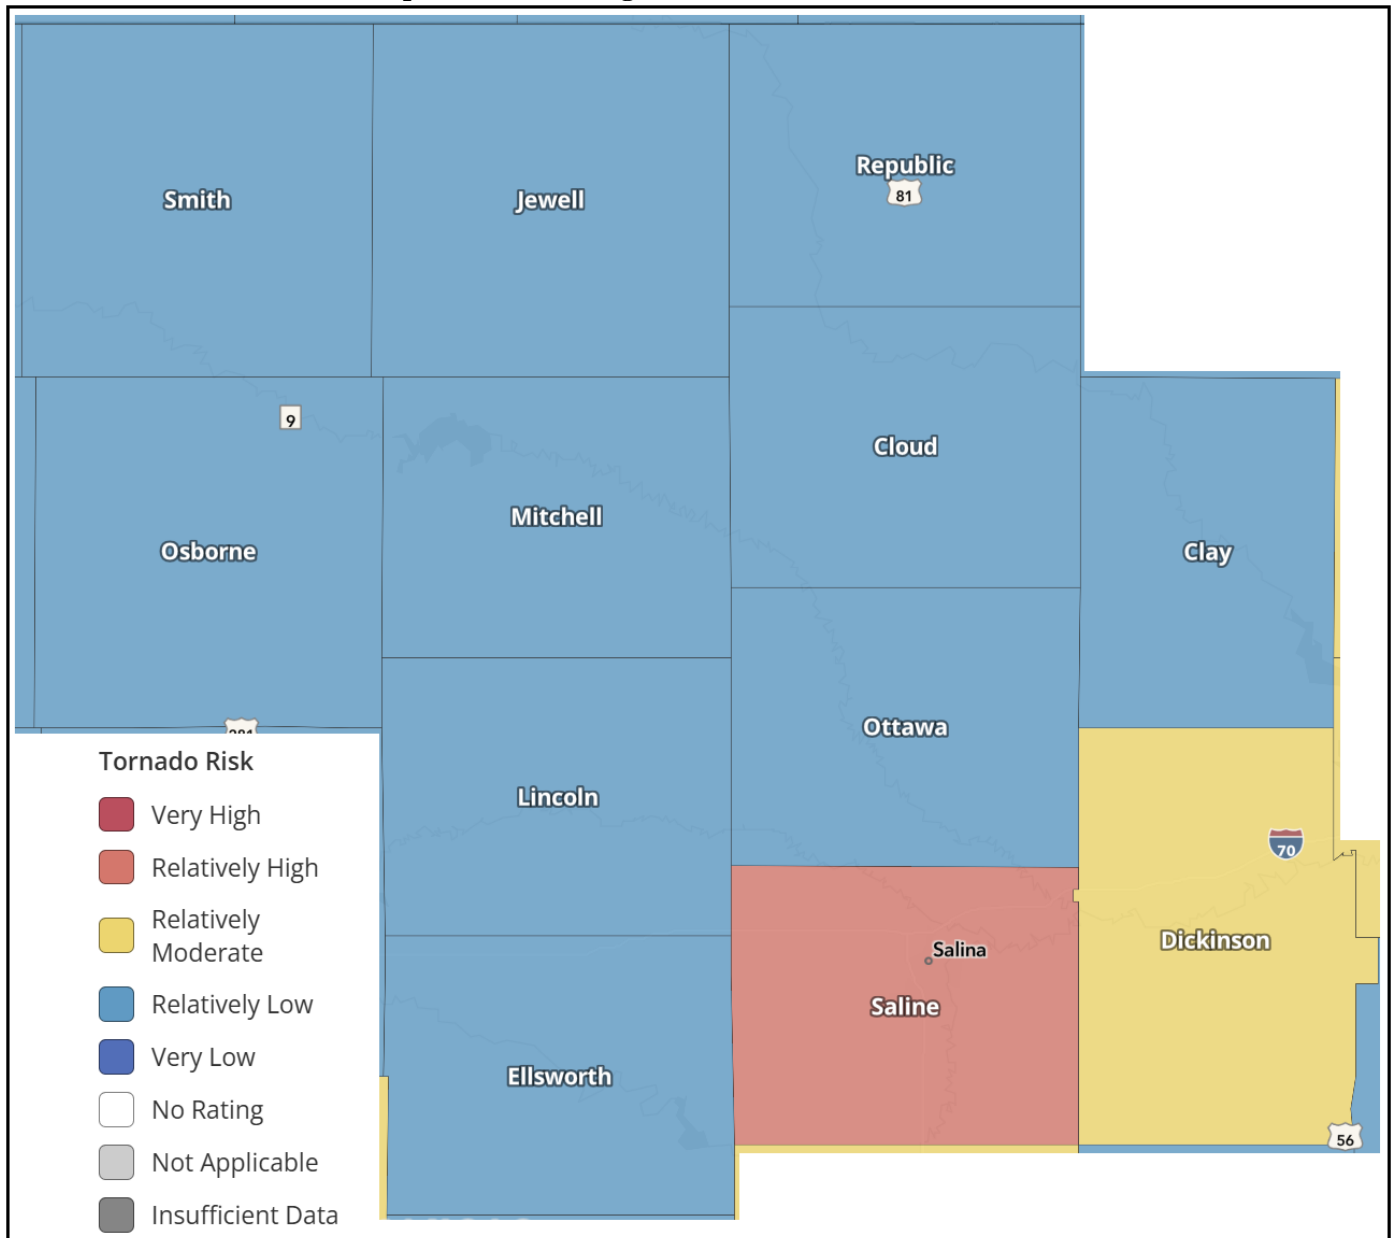 Smith
Jewell
Republic
81
9
Cloud
Mitchell
Osborne
Clay
Ottawa
Lincoln
70
Dickinson
Salina
Saline
Ellsworth
56
Tornado Risk
Very High
Relatively High
Relatively
Moderate
Relatively Low
Very Low
No Rating
Not Applicable
Insufficient Data